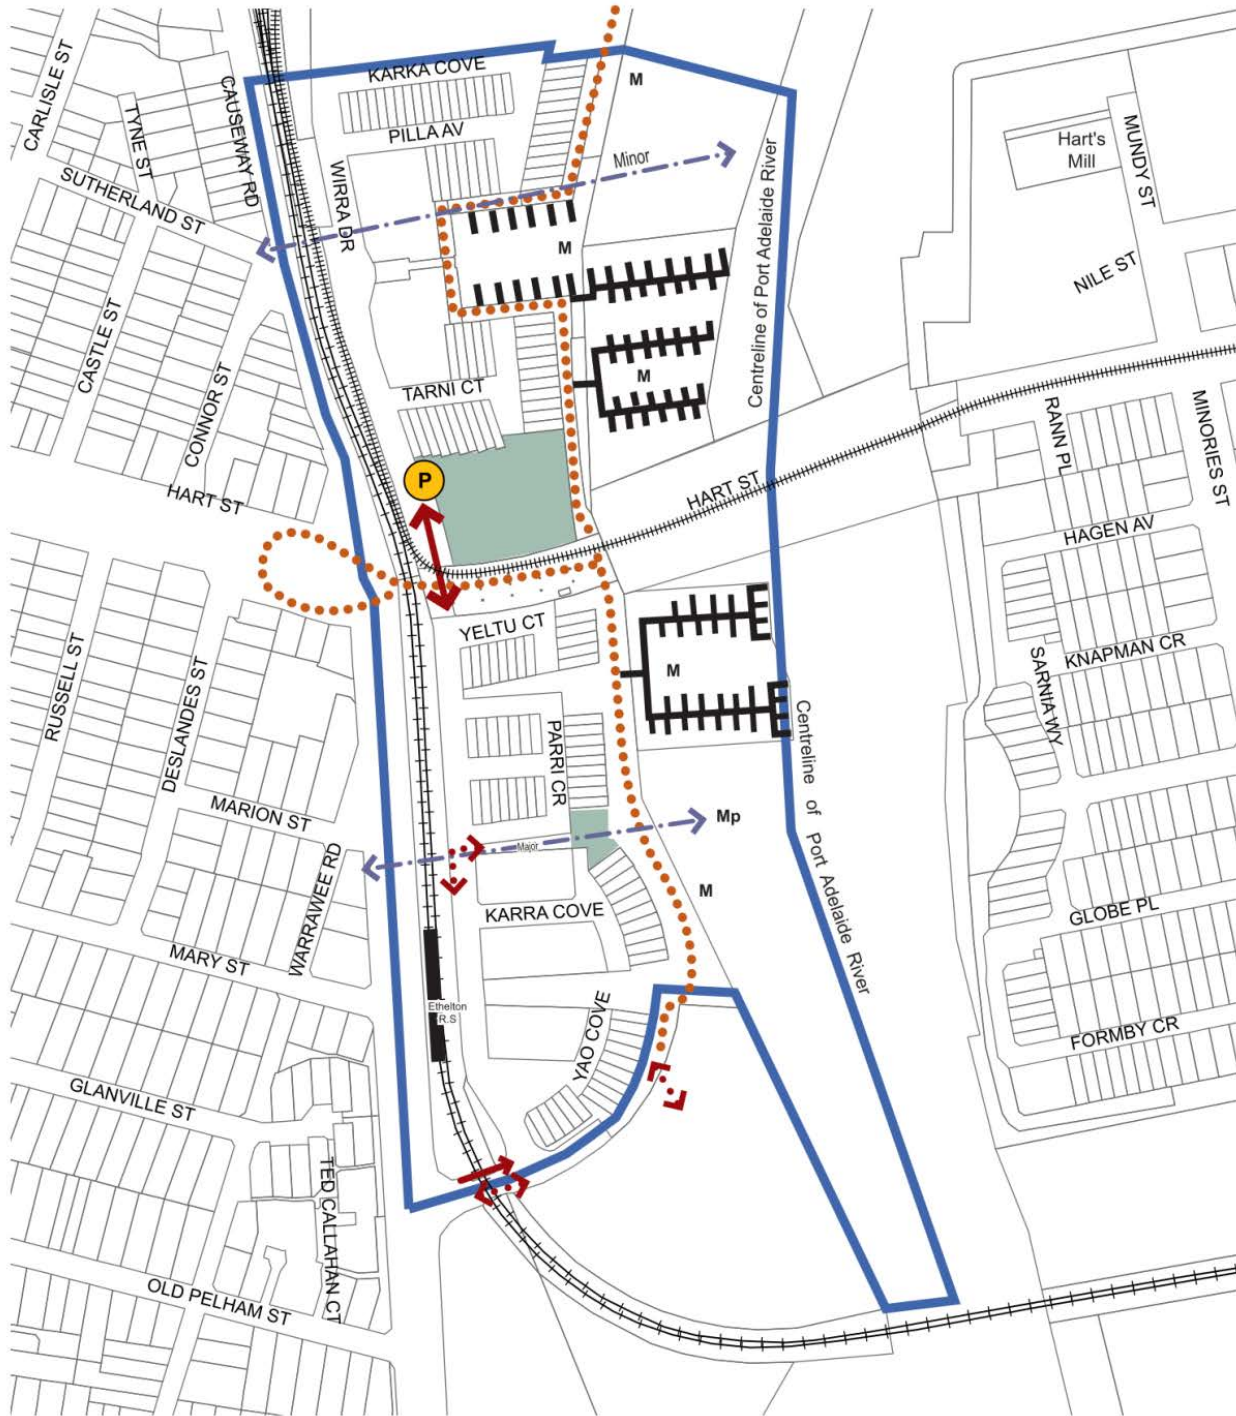 CARLISLE ST
TYNE ST
CAUSEWAY RD
SUTHERLAND ST
KARKA COVE
PILLA AV
WIRRA DR
M
Minor
Centreline of Port Adelaide River
Hart's
Mill
MUNDY ST
NILE ST
M
CASTLE ST
CONNOR ST
TARNI CT
M
HART ST
P
HART ST
RANN PL
MINORIES ST
HAGEN AV
RUSSELL ST
DESLANDES ST
YELTU CT
M
KNAPMAN CR
SARNIA WY
PARRI CR
Centreline of Port Adelaide River
MARION ST
WARRAWEE RD
Major
Mp
M
KARRA COVE
GLOBE PL
MARY ST
Ethelton
R.S
YAO COVE
FORMBY CR
GLANVILLE ST
TED CALLAHAN CT
OLD PELHAM ST